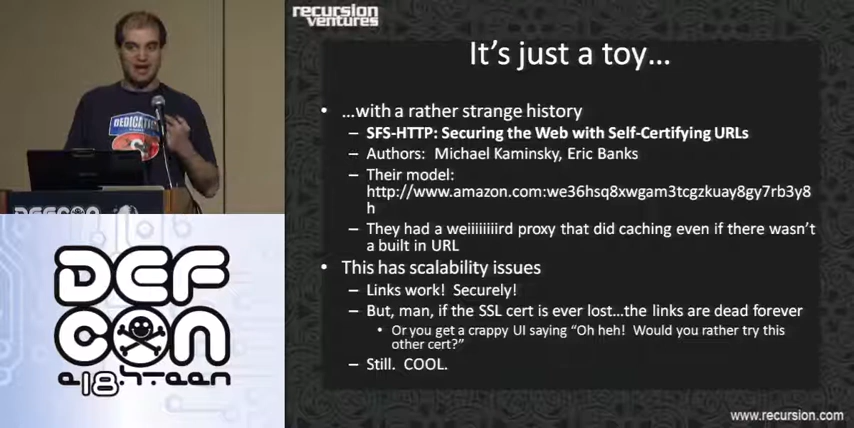 recursion
ventures
It's just a toy...
• ...with a rather strange history
– SFS-HTTP: Securing the Web with Self-Certifying URLs
– Authors: Michael Kaminsky, Eric Banks
– Their model:
http://www.amazon.com:we36hsq8xwgam3tcgzkuay8gy7rb3y8
h
– They had a weiiiiiiird proxy that did caching even if there wasn't
a built in URL
• This has scalability issues
– Links work! Securely!
– But, man, if the SSL cert is ever lost...the links are dead forever
• Or you get a crappy UI saying "Oh heh! Would you rather try this
other cert?"
– Still. COOL.
www.recursion.com
DEDICATI
DEFCON
DEF
CON
e18hteen